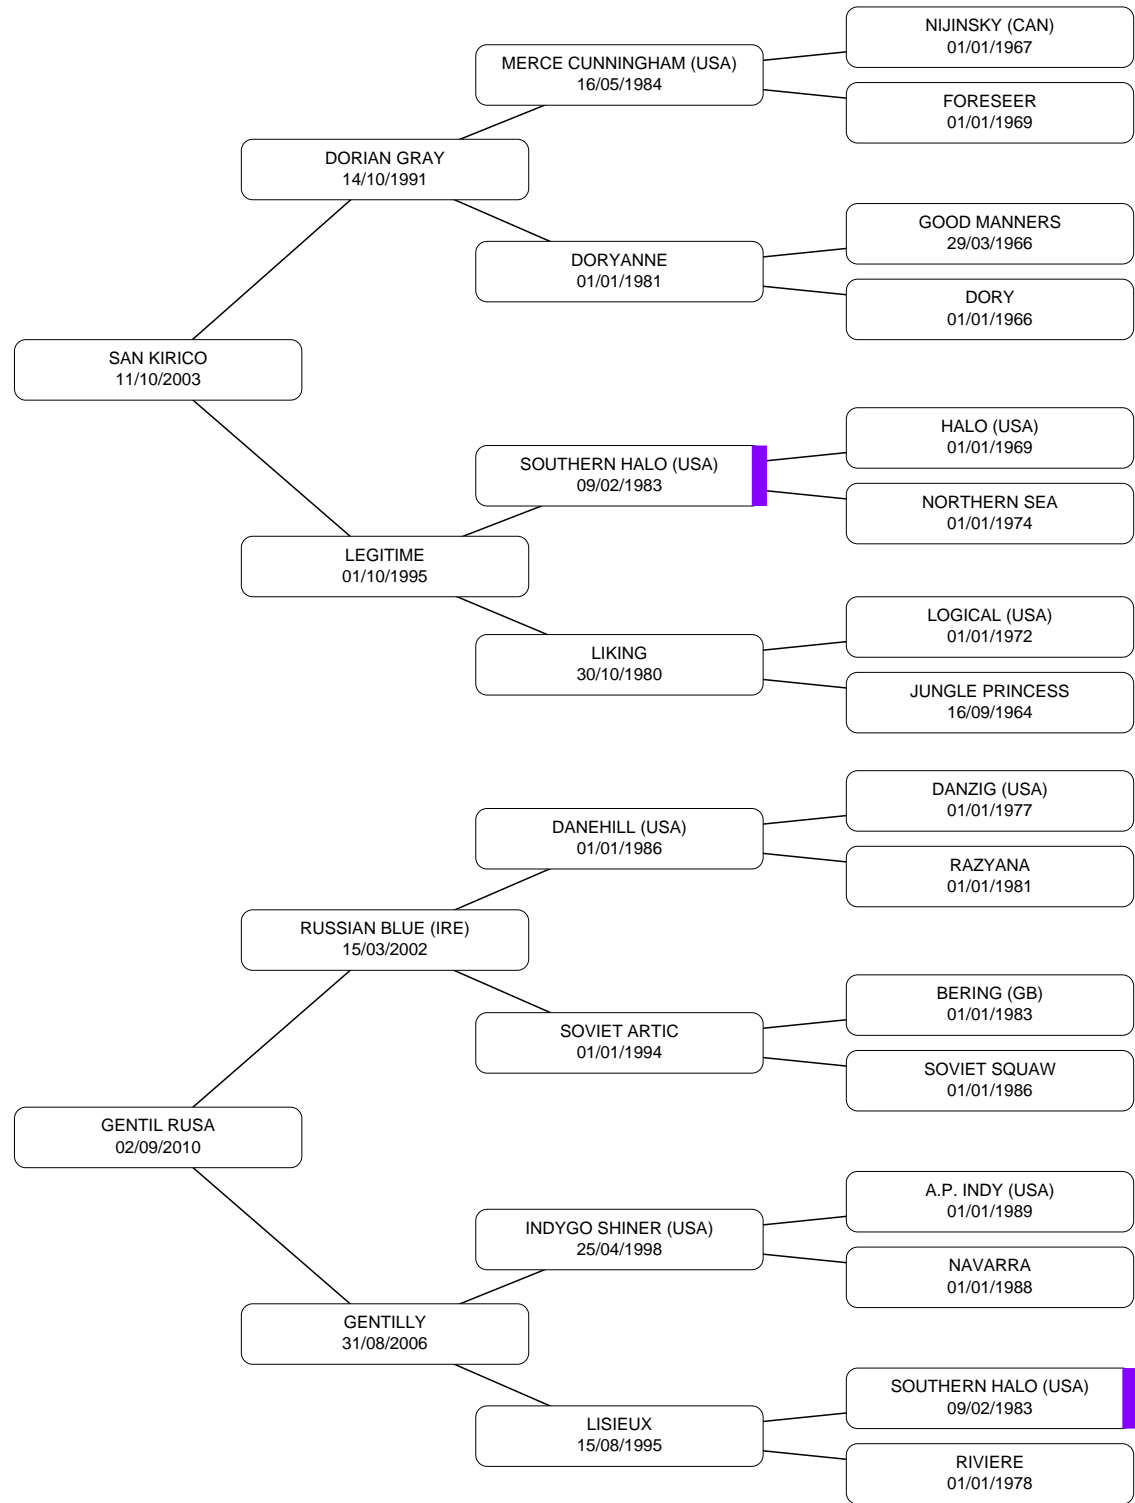 NIJINSKY (CAN)
01/01/1967
MERCE CUNNINGHAM (USA)
16/05/1984
FORESEER
01/01/1969
DORIAN GRAY
14/10/1991
GOOD MANNERS
29/03/1966
DORYANNE
01/01/1981
DORY
01/01/1966
SAN KIRICO
11/10/2003
HALO (USA)
01/01/1969
SOUTHERN HALO (USA)
09/02/1983
NORTHERN SEA
01/01/1974
LEGITIME
01/10/1995
LOGICAL (USA)
01/01/1972
LIKING
30/10/1980
JUNGLE PRINCESS
16/09/1964
DANZIG (USA)
01/01/1977
DANEHILL (USA)
01/01/1986
RAZYANA
01/01/1981
RUSSIAN BLUE (IRE)
15/03/2002
BERING (GB)
01/01/1983
SOVIET ARTIC
01/01/1994
SOVIET SQUAW
01/01/1986
GENTIL RUSA
02/09/2010
A.P. INDY (USA)
01/01/1989
INDYGO SHINER (USA)
25/04/1998
NAVARRA
01/01/1988
GENTILLY
31/08/2006
SOUTHERN HALO (USA)
09/02/1983
LISIEUX
15/08/1995
RIVIERE
01/01/1978